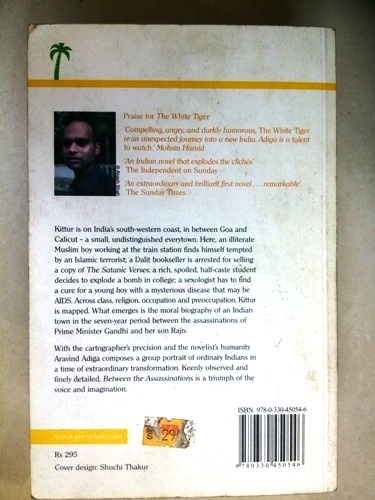 Praise for The White Tiger
'Compelling, angry, and darkly humorous, The White Tiger
is an unexpected journey into a new India. Adiga is a talent
to watch.' Mohsin Hamid
'An Indian novel that explodes the clichés'
The Independent on Sunday
'An extraordinary and brilliant first novel ... remarkable'
The Sunday Times
Kittur is on India's south-western coast, in between Goa and
Calicut – a small, undistinguished everytown. Here, an illiterate
Muslim boy working at the train station finds himself tempted
by an Islamic terrorist; a Dalit bookseller is arrested for selling
a copy of The Satanic Verses; a rich, spoiled, half-caste student
decides to explode a bomb in college; a sexologist has to find
a cure for a young boy with a mysterious disease that may be
AIDS. Across class, religion, occupation and preoccupation, Kittur
is mapped. What emerges is the moral biography of an Indian
town in the seven-year period between the assassinations of
Prime Minister Gandhi and her son Rajiv.
With the cartographer's precision and the novelist's humanity
Aravind Adiga composes a group portrait of ordinary Indians in
a time of extraordinary transformation. Keenly observed and
finely detailed, Between the Assassinations is a triumph of the
voice and imagination.
www.picador.com
Rs 295
Cover design: Shuchi Thakur
29
ISBN 978-0-330-45054-6
9 780330 450546